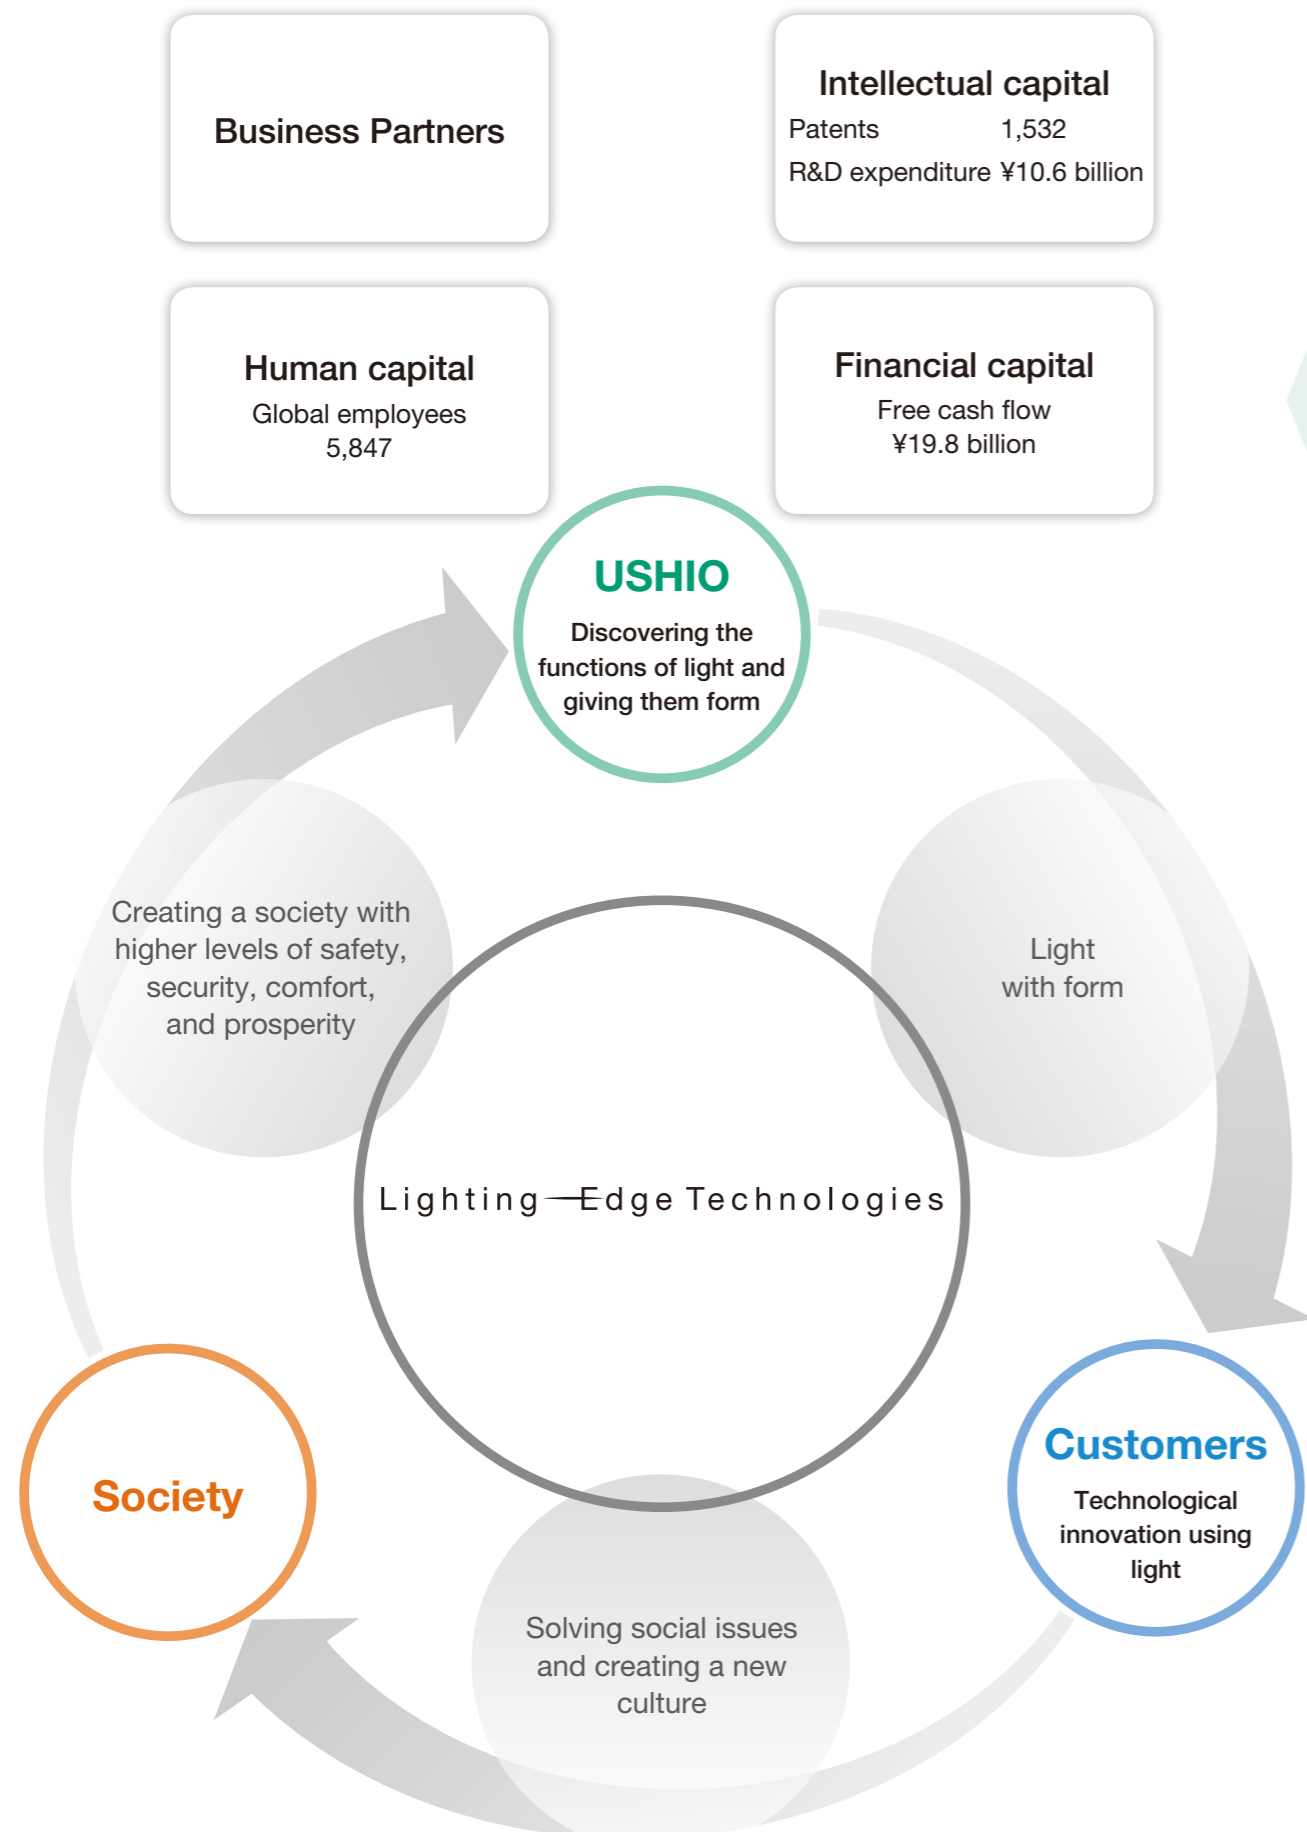 Business Partners
Intellectual capital
Patents 1,532
R&D expenditure ¥10.6 billion
Human capital
Global employees
5,847
Financial capital
Free cash flow
¥19.8 billion
USHIO
Discovering the
functions of light and
giving them form
Creating a society with
higher levels of safety,
security, comfort,
and prosperity
Light
with form
Lighting-Edge Technologies
Society
Customers
Technological
innovation using
light
Solving social issues
and creating a new
culture